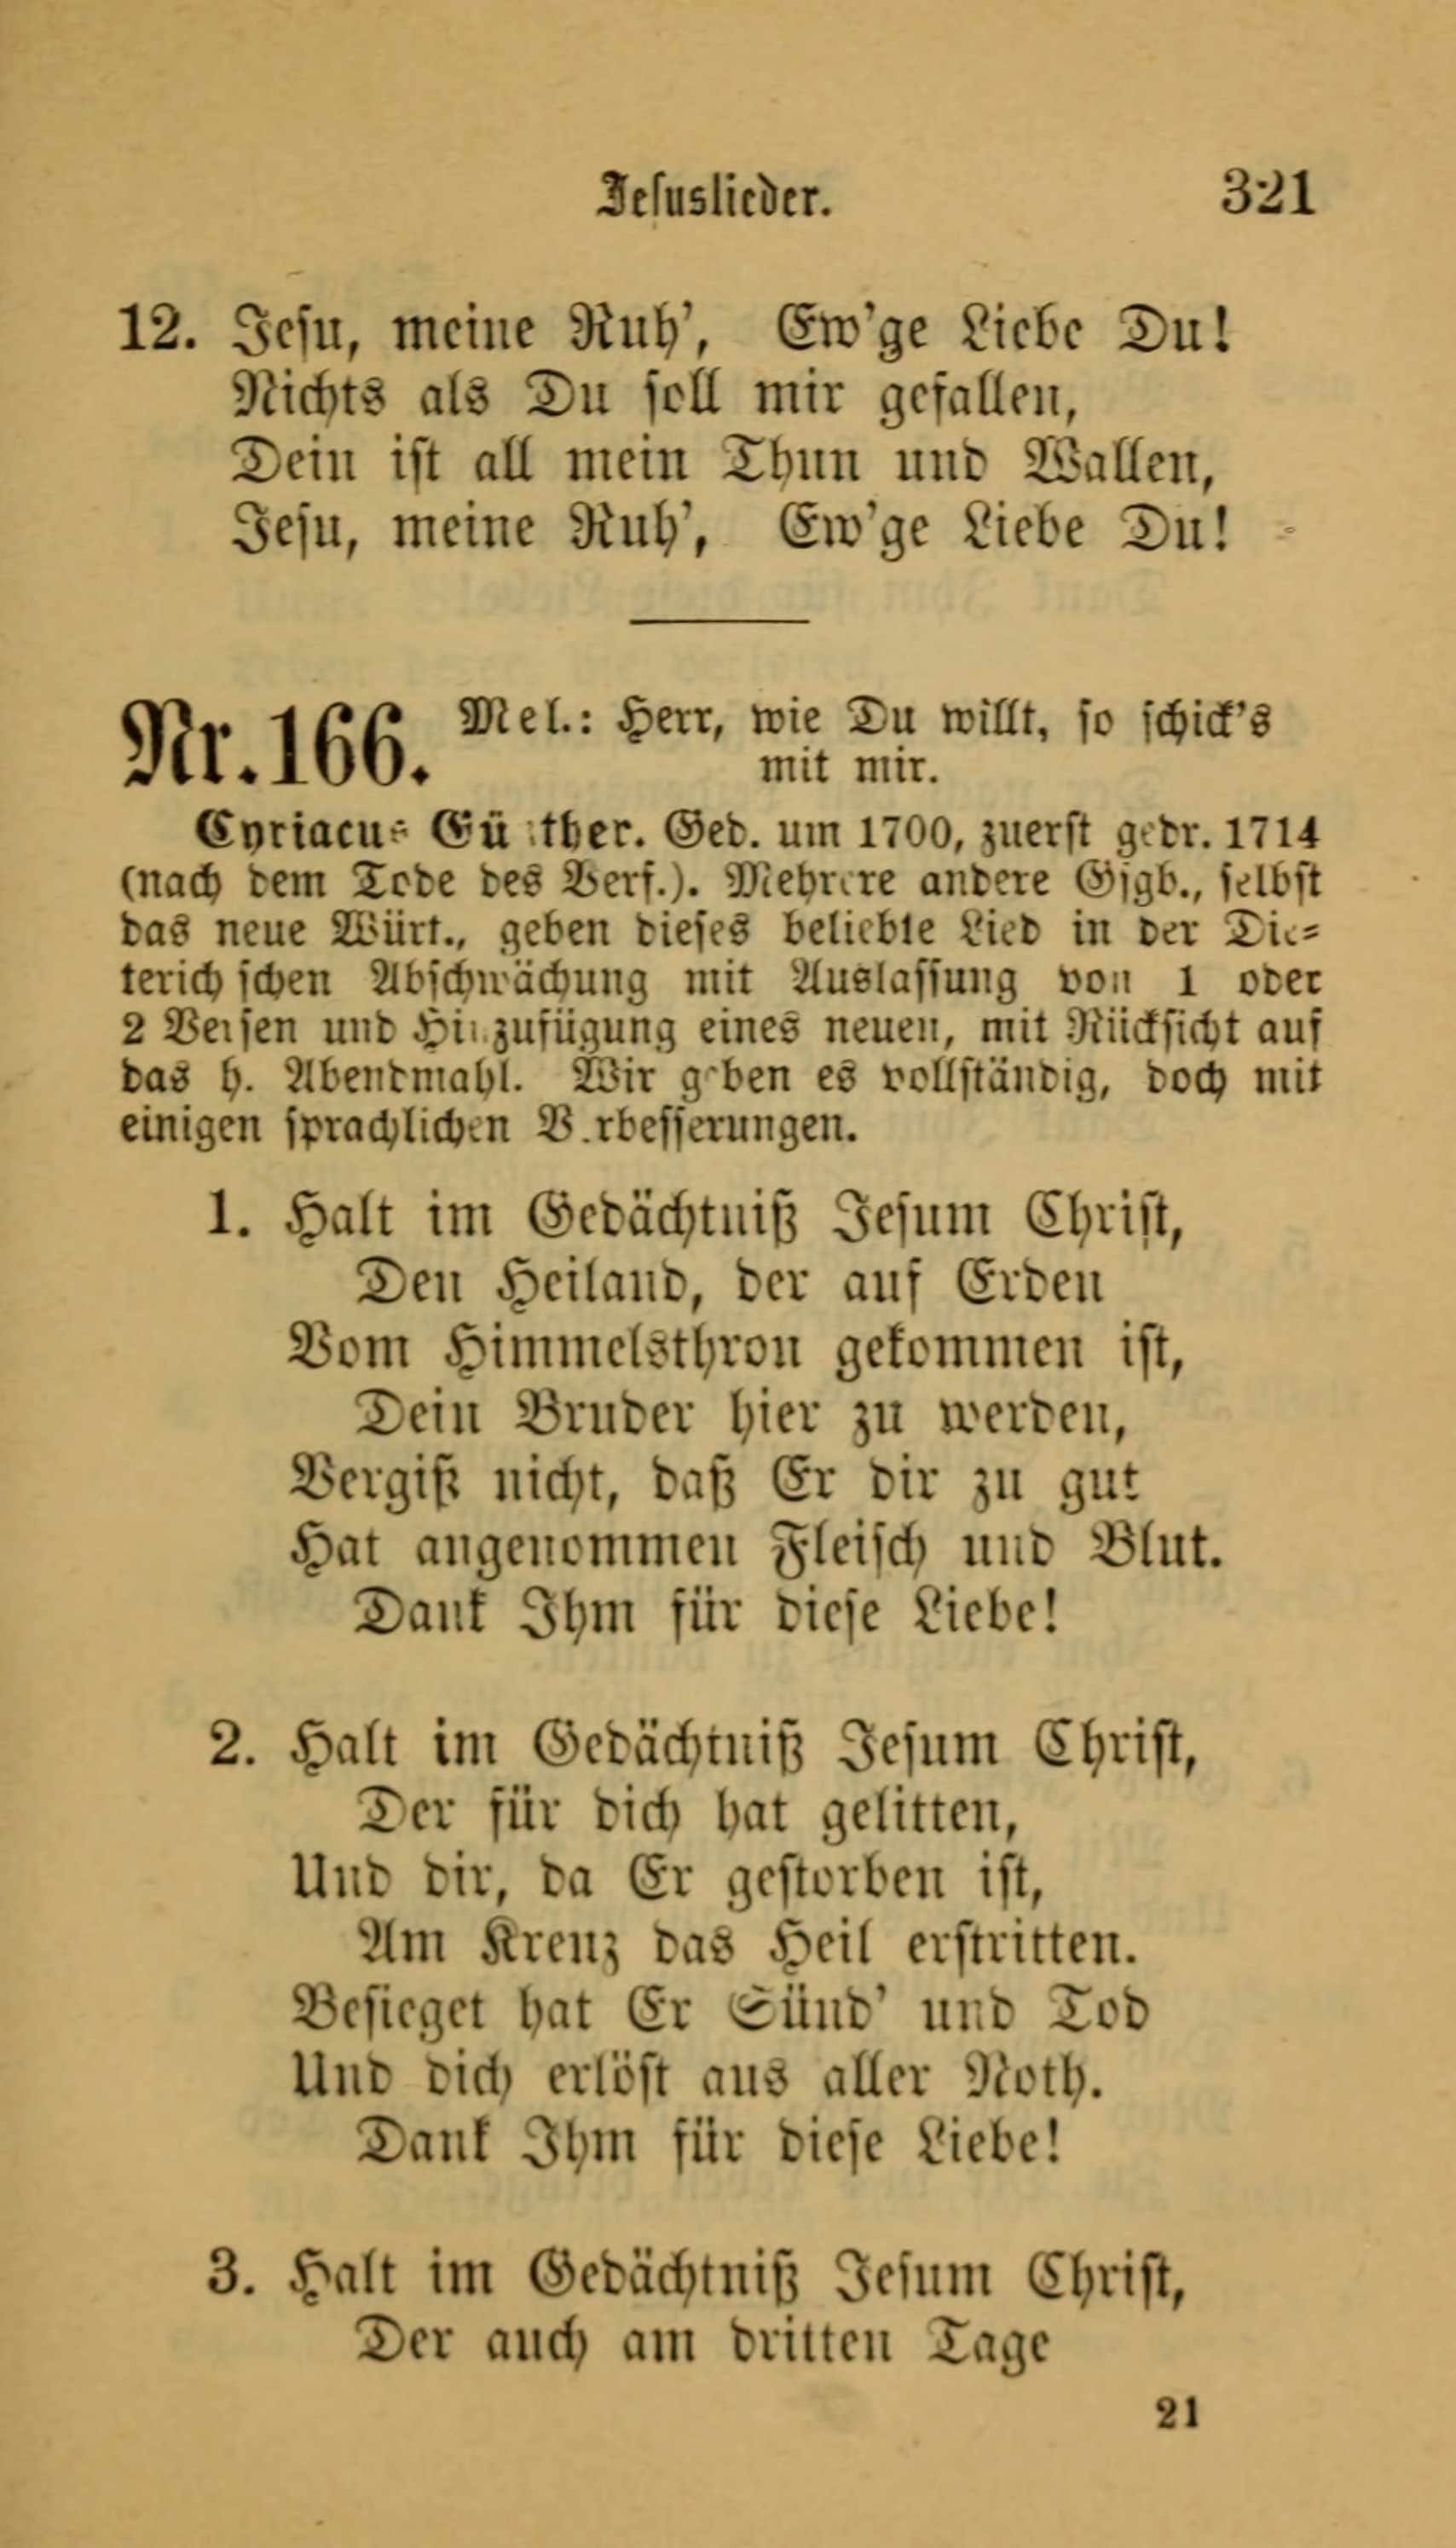 Jesuslieder. 321
12. Jesu, meine Ruh', Ew'ge Liebe Du!
Nichts als Du soll mir gefallen,
Dein ist all mein Thun und Wallen,
Jesu, meine Ruh', Ew'ge Liebe Du!
Nr. 166. Mel.: Herr, wie Du willt, so schick's
mit mir.
Cyriacus Günther. Ged. um 1700, zuerst gedr. 1714
(nach dem Tode des Verf.). Mehrere andere Gsgb., selbst
das neue Würt., geben dieses beliebte Lied in der Die=
terich schen Abschwächung mit Auslassung von 1 oder
2 Versen und Hinzufügung eines neuen, mit Rücksicht auf
das h. Abendmahl. Wir geben es vollständig, doch mit
einigen sprachlichen Verbesserungen.
1. Halt im Gedächtniß Jesum Christ,
Den Heiland, der auf Erden
Vom Himmelsthron gekommen ist,
Dein Bruder hier zu werden,
Vergiß nicht, daß Er dir zu gut
Hat angenommen Fleisch und Blut.
Dank Ihm für diese Liebe!
2. Halt im Gedächtniß Jesum Christ,
Der für dich hat gelitten,
Und dir, da Er gestorben ist,
Am Kreuz das Heil erstritten.
Besieget hat Er Sünd' und Tod
Und dich erlöst aus aller Noth.
Dank Ihm für diese Liebe!
3. Halt im Gedächtniß Jesum Christ,
Der auch am dritten Tage
21